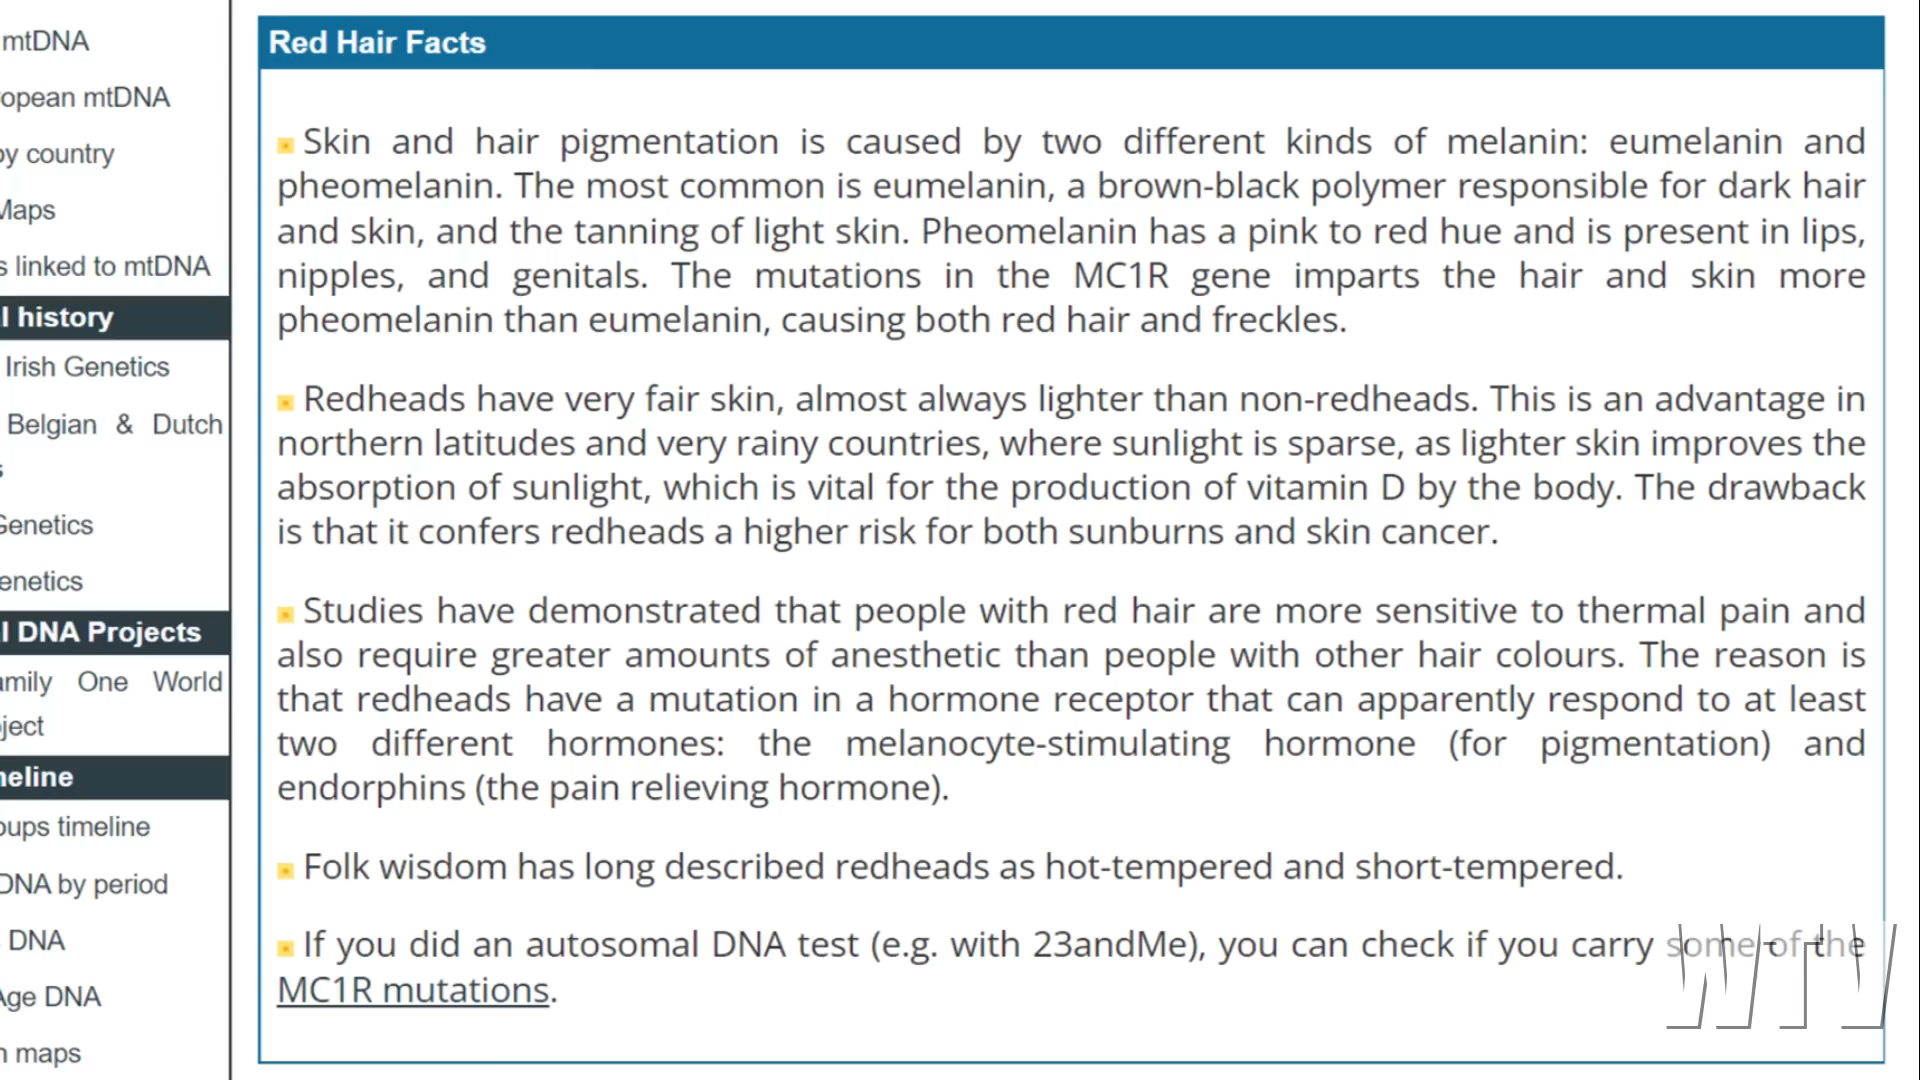 mtDNA
opean mtDNA
by country
Maps
s linked to mtDNA
l history
Irish Genetics
Belgian & Dutch
s
Genetics
enetics
l DNA Projects
amily One World
ject
neline
oups timeline
DNA by period
DNA
Age DNA
n maps
Red Hair Facts
Skin and hair pigmentation is caused by two different kinds of melanin: eumelanin and
pheomelanin. The most common is eumelanin, a brown-black polymer responsible for dark hair
and skin, and the tanning of light skin. Pheomelanin has a pink to red hue and is present in lips,
nipples, and genitals. The mutations in the MC1R gene imparts the hair and skin more
pheomelanin than eumelanin, causing both red hair and freckles.
Redheads have very fair skin, almost always lighter than non-redheads. This is an advantage in
northern latitudes and very rainy countries, where sunlight is sparse, as lighter skin improves the
absorption of sunlight, which is vital for the production of vitamin D by the body. The drawback
is that it confers redheads a higher risk for both sunburns and skin cancer.
Studies have demonstrated that people with red hair are more sensitive to thermal pain and
also require greater amounts of anesthetic than people with other hair colours. The reason is
that redheads have a mutation in a hormone receptor that can apparently respond to at least
two different hormones: the melanocyte-stimulating hormone (for pigmentation) and
endorphins (the pain relieving hormone).
Folk wisdom has long described redheads as hot-tempered and short-tempered.
If you did an autosomal DNA test (e.g. with 23andMe), you can check if you carry some of the
MC1R mutations.
WTV